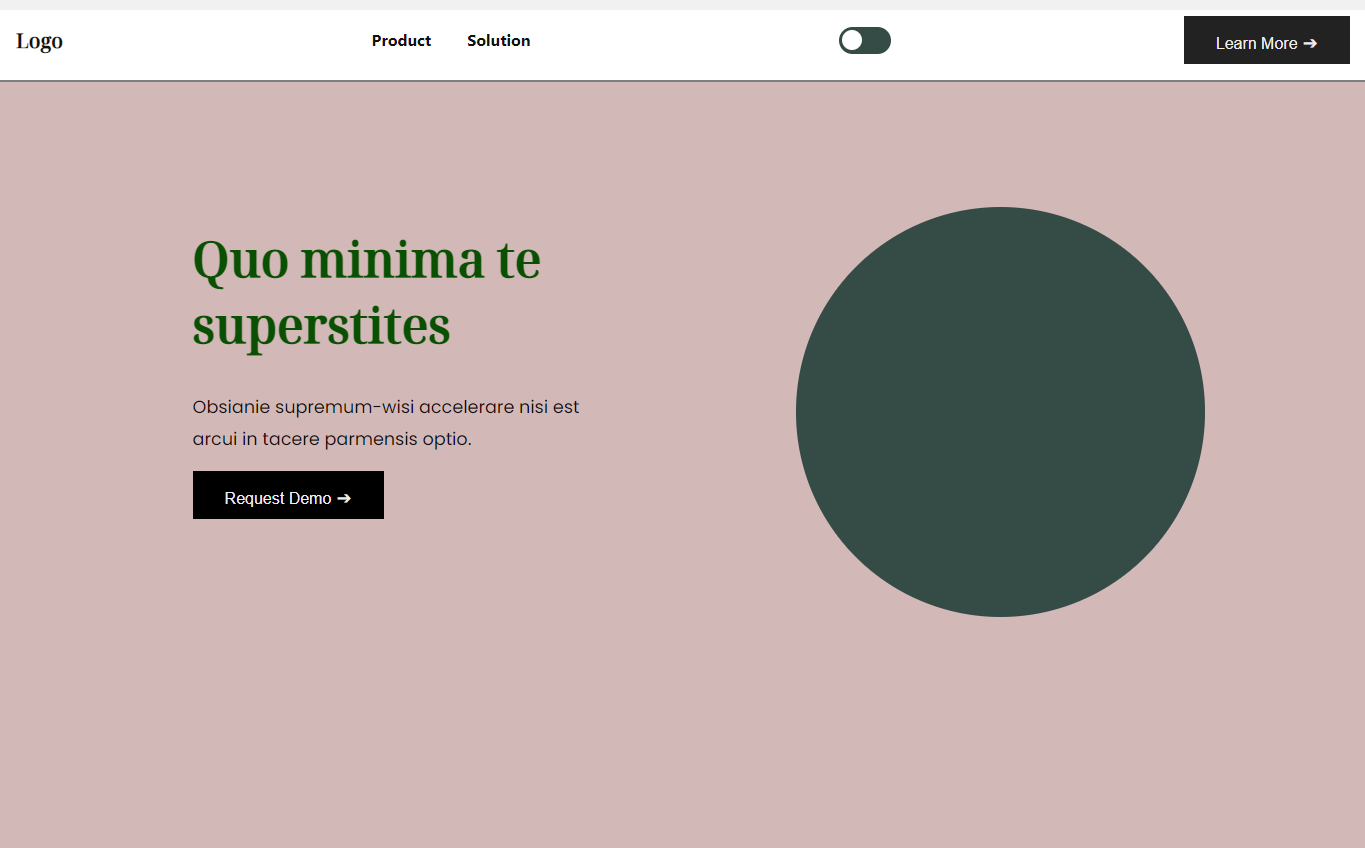 Logo
Product
Solution
Learn More ➔
Quo minima te
superstites
Obsianie supremum-wisi accelerare nisi est
arcui in tacere parmensis optio.
Request Demo ➔